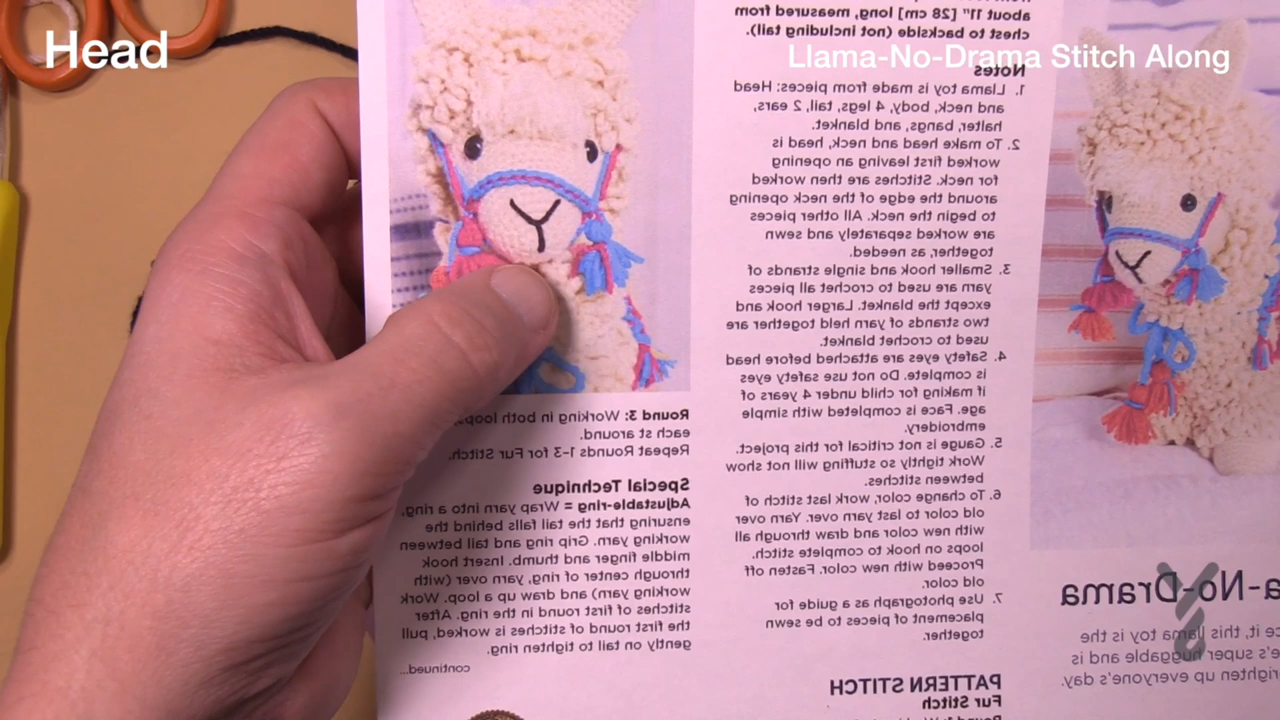 Head
Llama-No-Drama Stitch Along
a-No-Drama
ce it, this llama toy is the
e's super huggable and is
righten up everyone's day.
about 11" [28 cm] long, measured from
chest to backside (not including tail).
Notes
1. Llama toy is made from pieces: Head
and neck, body, 4 legs, tail, 2 ears,
halter, bangs, and blanket.
2. To make head and neck, head is
worked first leaving an opening
for neck. Stitches are then worked
around the edge of the neck opening
to begin the neck. All other pieces
are worked separately and sewn
together, as needed.
3. Smaller hook and single strands of
yarn are used to crochet all pieces
except the blanket. Larger hook and
two strands of yarn held together are
used to crochet blanket.
4. Safety eyes are attached before head
is complete. Do not use safety eyes
if making for child under 4 years of
age. Face is completed with simple
embroidery.
5. Gauge is not critical for this project.
Work tightly so stuffing will not show
between stitches.
6. To change color, work last stitch of
old color to last yarn over. Yarn over
with new color and draw through all
loops on hook to complete stitch.
Proceed with new color. Fasten off
old color.
7. Use photograph as a guide for
placement of pieces to be sewn
together.
PATTERN STITCH
Fur Stitch
Round 3: Working in both loops,
each st around.
Repeat Rounds 1-3 for Fur Stitch.
Special Technique
Adjustable-ring = Wrap yarn into a ring,
ensuring that the tail falls behind the
working yarn. Grip ring and tail between
middle finger and thumb. Insert hook
through center of ring, yarn over (with
working yarn) and draw up a loop. Work
stitches of first round in the ring. After
the first round of stitches is worked, pull
gently on tail to tighten ring.
continued...